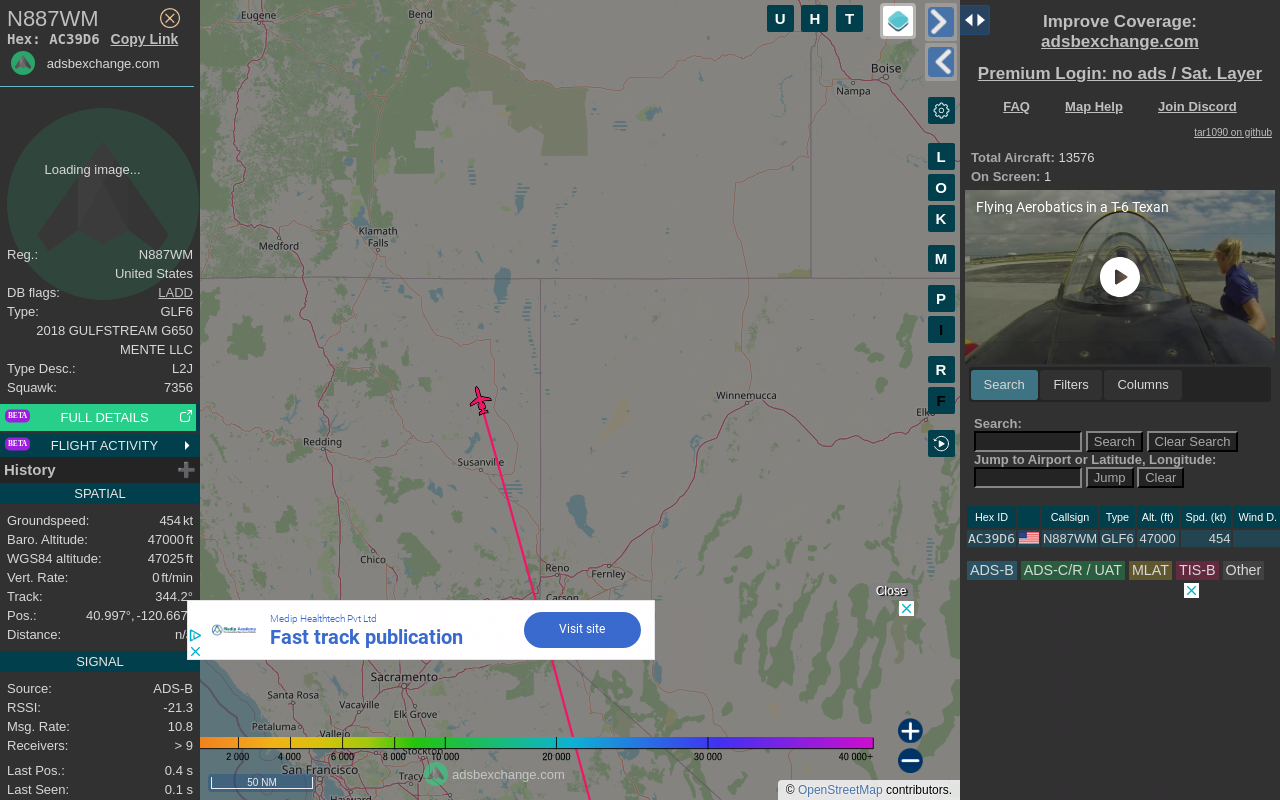 N887WM
Hex: AC39D6 Copy Link
adsbexchange.com
Loading image...
Reg.: N887WM
United States
DB flags: LADD
Type: GLF6
2018 GULFSTREAM G650
MENTE LLC
Type Desc.: L2J
Squawk: 7356
BETA FULL DETAILS
BETA FLIGHT ACTIVITY
History
SPATIAL
Groundspeed: 454 kt
Baro. Altitude: 47000 ft
WGS84 altitude: 47025 ft
Vert. Rate: 0 ft/min
Track: 344.2°
Pos.: 40.997°, -120.667
Distance: n/
SIGNAL
Source: ADS-B
RSSI: -21.3
Msg. Rate: 10.8
Receivers: > 9
Last Pos.: 0.4 s
Last Seen: 0.1 s
Eugene
Bend
Boise
Nampa
Medford
Klamath
Falls
Winnemucca
Elko
Redding
Susanville
Chico
Reno
Fernley
Carson
Sacramento
Santa Rosa
Vacaville
Elk Grove
Petaluma
Vallejo
Stockton
San Francisco
Tracy
Hayward
U H T
L
O
K
M
P
I
R
F
Medip Healthtech Pvt Ltd
Medip Academy
Fast track publication
Visit site
Close
2 000 4 000 6 000 8 000 10 000 20 000 30 000 40 000+
50 NM
adsbexchange.com
© OpenStreetMap contributors.
Improve Coverage:
adsbexchange.com
Premium Login: no ads / Sat. Layer
FAQ Map Help Join Discord
tar1090 on github
Total Aircraft: 13576
On Screen: 1
Flying Aerobatics in a T-6 Texan
Search Filters Columns
Search:
Search Clear Search
Jump to Airport or Latitude, Longitude:
Jump Clear
Hex ID Callsign Type Alt. (ft) Spd. (kt) Wind D.
AC39D6 N887WM GLF6 47000 454
ADS-B ADS-C/R / UAT MLAT TIS-B Other